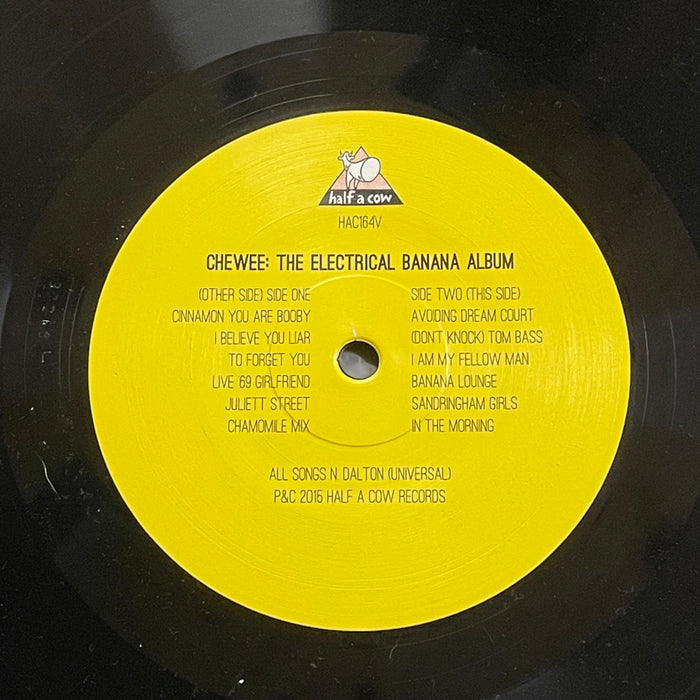 half a cow
HAC164V
CHEWEE: THE ELECTRICAL BANANA ALBUM
(OTHER SIDE) SIDE ONE
CINNAMON YOU ARE BOOBY
I BELIEVE YOU LIAR
TO FORGET YOU
LIVE '69 GIRLFRIEND
JULIETT STREET
CHAMOMILE MIX
SIDE TWO (THIS SIDE)
AVOIDING DREAM COURT
(DON'T KNOCK) TOM BASS
I AM MY FELLOW MAN
BANANA LOUNGE
SANDRINGHAM GIRLS
IN THE MORNING
ALL SONGS N DALTON (UNIVERSAL)
P&C 2015 HALF A COW RECORDS